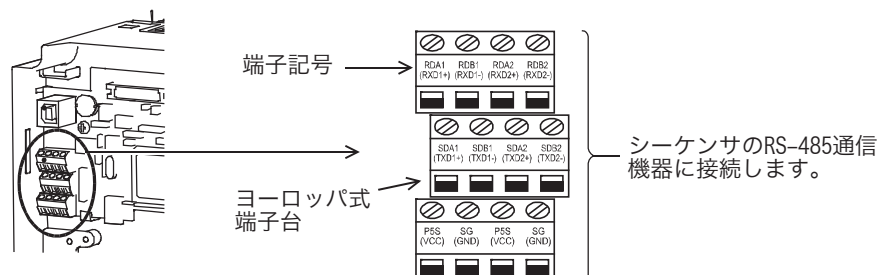 端子記号
RDA1 RDB1 RDA2 RDB2
(RXD1+) (RXD1-) (RXD2+) (RXD2-)
SDA1 SDB1 SDA2 SDB2
(TXD1+) (TXD1-) (TXD2+) (TXD2-)
ヨーロッパ式
端子台
P5S SG P5S SG
(VCC) (GND) (VCC) (GND)
シーケンサのRS-485通信
機器に接続します。